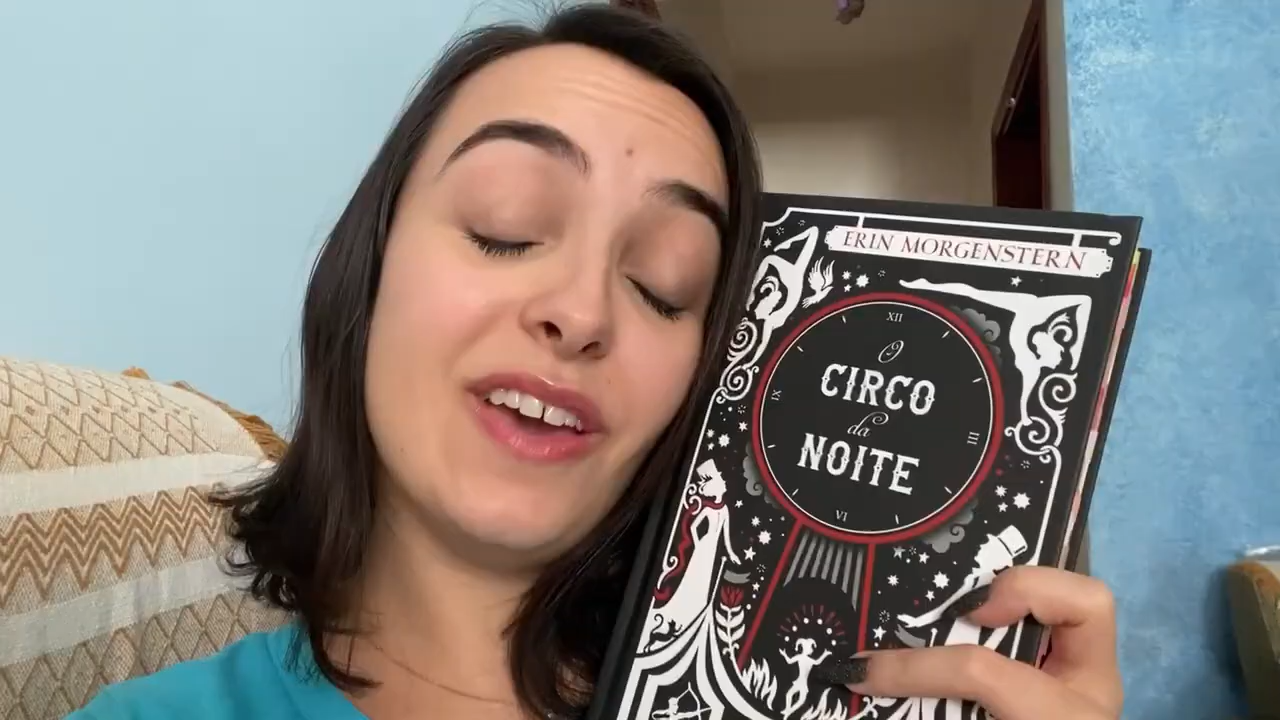 ERIN MORGENSTERN
XII
O
CIRCO
IX
da
III
NOITE
VI